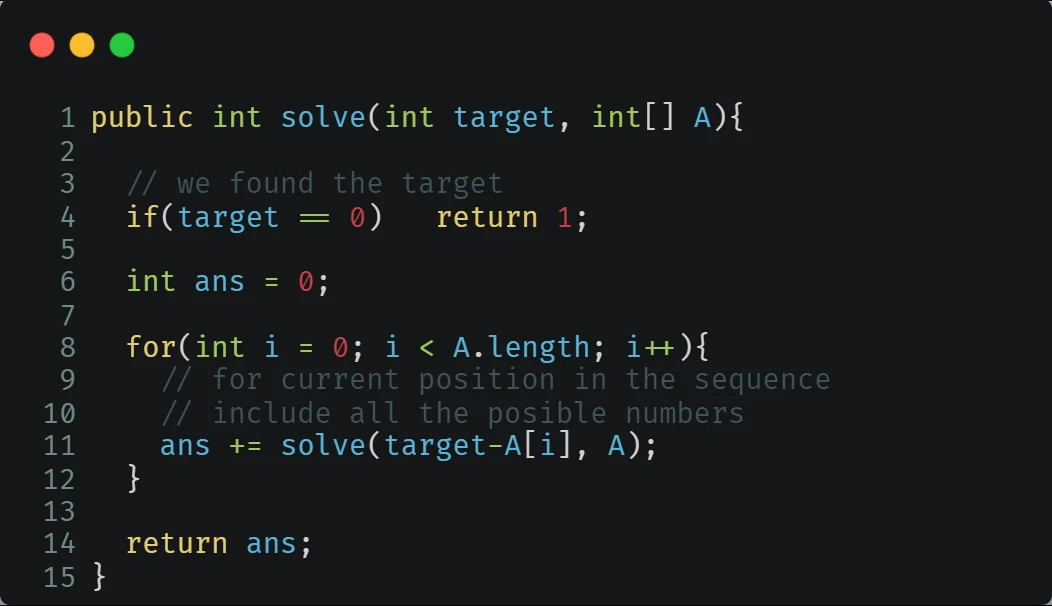 1 public int solve(int target, int[] A){
2
3   // we found the target
4   if(target == 0)   return 1;
5
6   int ans = 0;
7
8   for(int i = 0; i < A.length; i++){
9     // for current position in the sequence
10     // include all the posible numbers
11     ans += solve(target-A[i], A);
12   }
13
14   return ans;
15 }